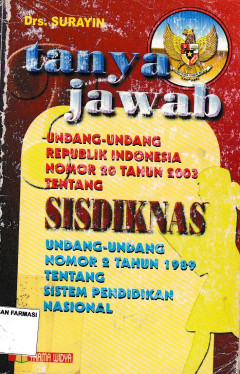 Drs. SURAYIN
tanya
jawab
UNDANG-UNDANG
REPUBLIK INDONESIA
NOMOR 20 TAHUN 2003
TENTANG
SISDIKNAS
UNDANG-UNDANG
NOMOR 2 TAHUN 1989
TENTANG
SISTEM PENDIDIKAN
NASIONAL
AN FARMASI
YRAMA WIDYA